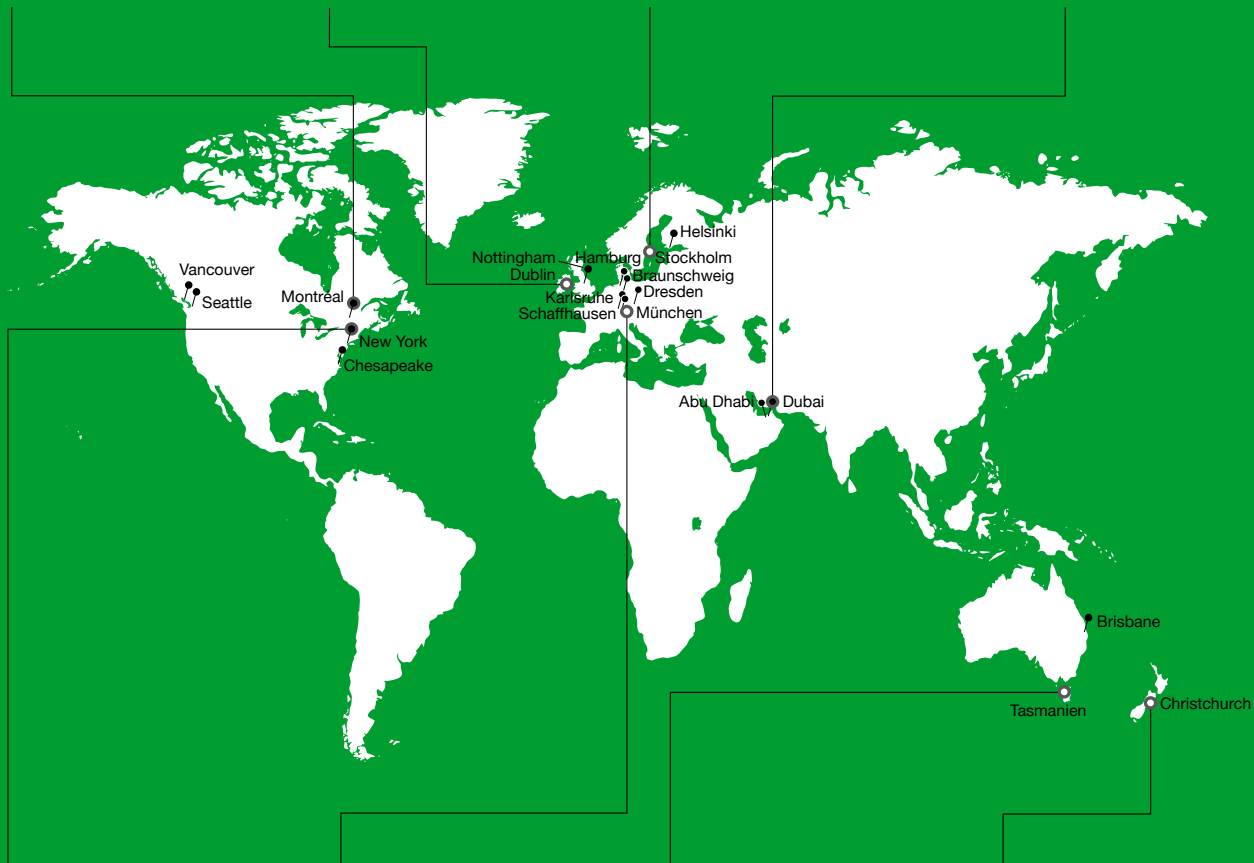 Helsinki
Nottingham
Hamburg
Stockholm
Vancouver
Dublin
Braunschweig
Seattle
Montréal
Karlsruhe
Dresden
Schaffhausen
München
New York
Chesapeake
Abu Dhabi
Dubai
Brisbane
Tasmanien
Christchurch